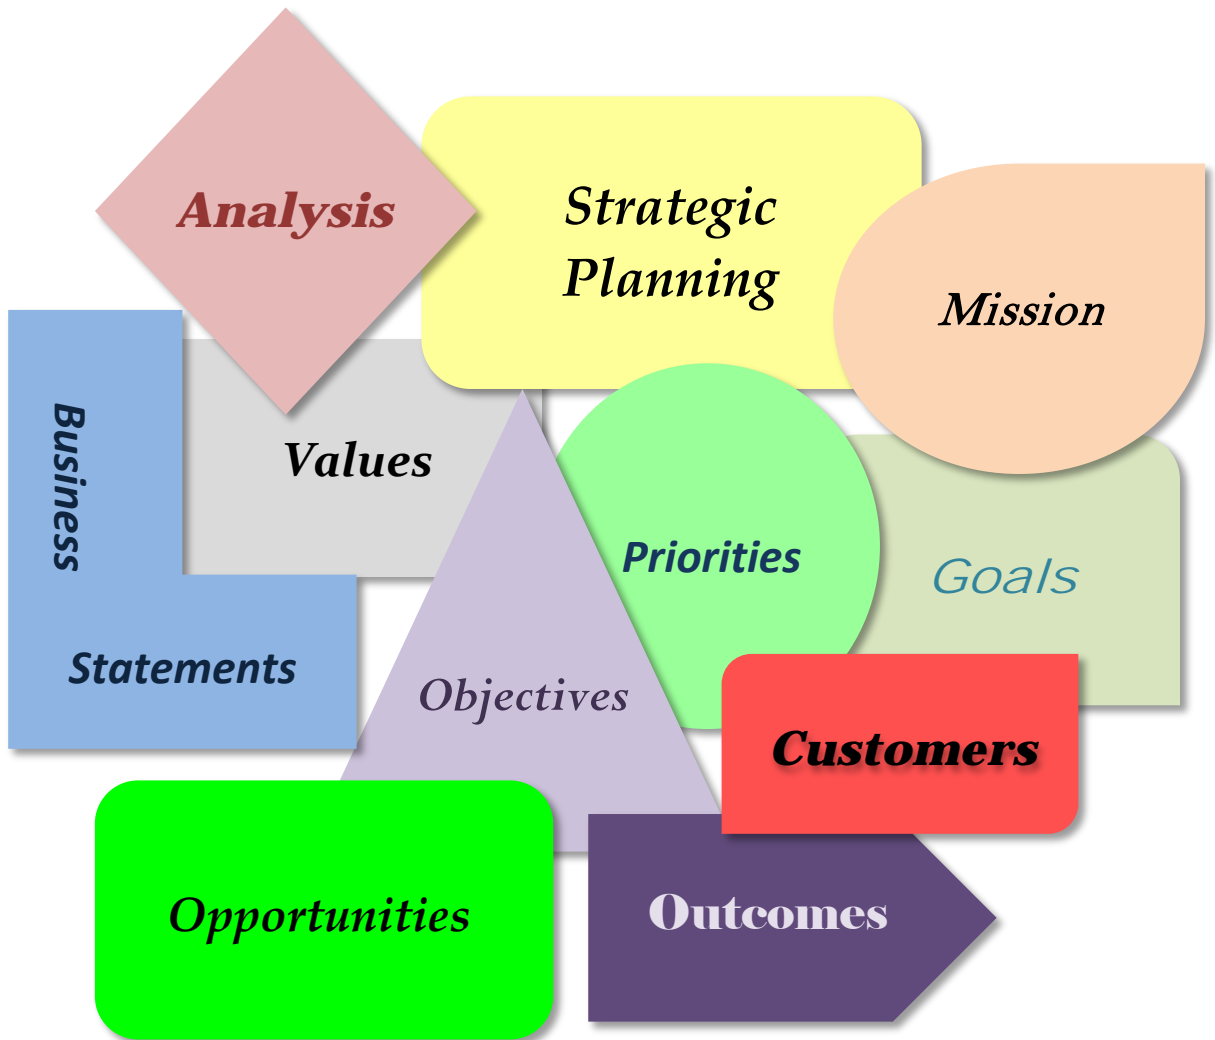 Analysis
Strategic
Planning
Mission
Business
Values
Priorities
Goals
Statements
Objectives
Customers
Opportunities
Outcomes